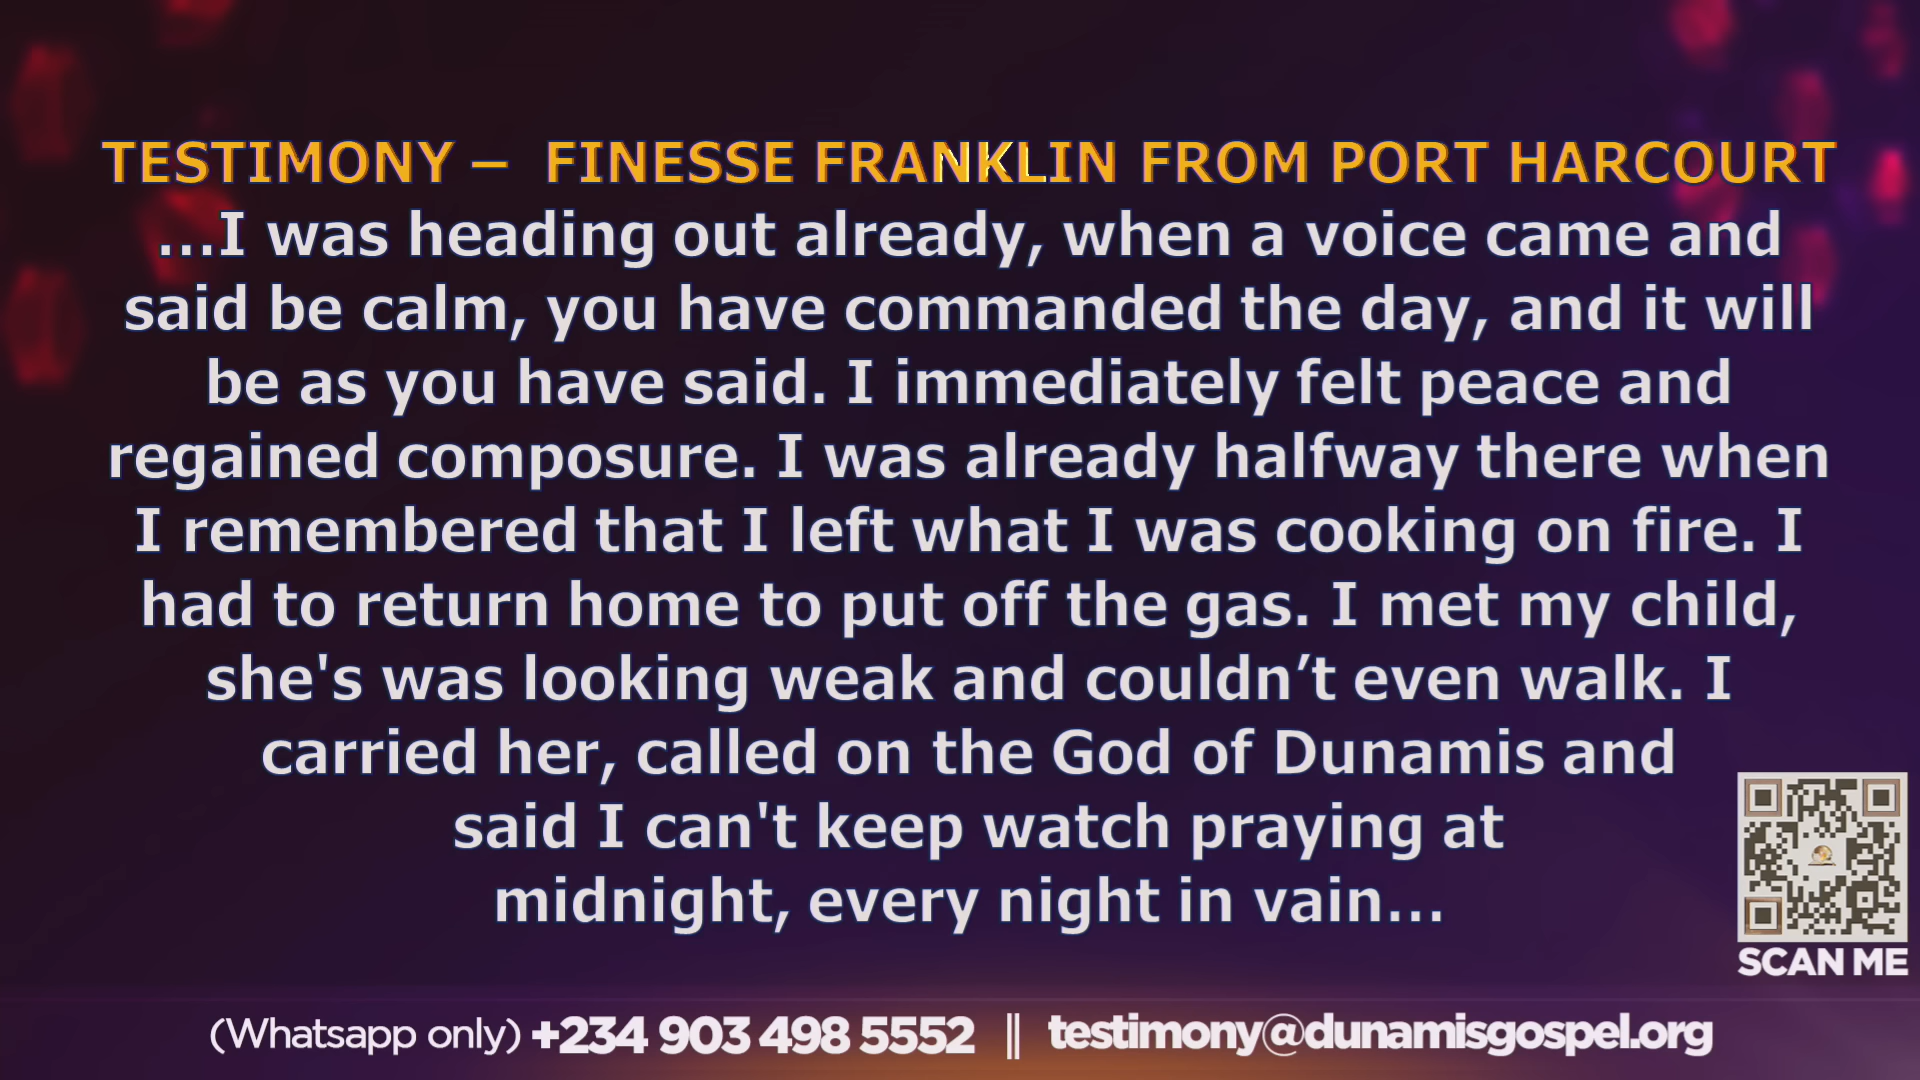 TESTIMONY – FINESSE FRANKLIN FROM PORT HARCOURT
...I was heading out already, when a voice came and
said be calm, you have commanded the day, and it will
be as you have said. I immediately felt peace and
regained composure. I was already halfway there when
I remembered that I left what I was cooking on fire. I
had to return home to put off the gas. I met my child,
she's was looking weak and couldn’t even walk. I
carried her, called on the God of Dunamis and
said I can't keep watch praying at
midnight, every night in vain...
SCAN ME
(Whatsapp only) +234 903 498 5552 || testimony@dunamisgospel.org